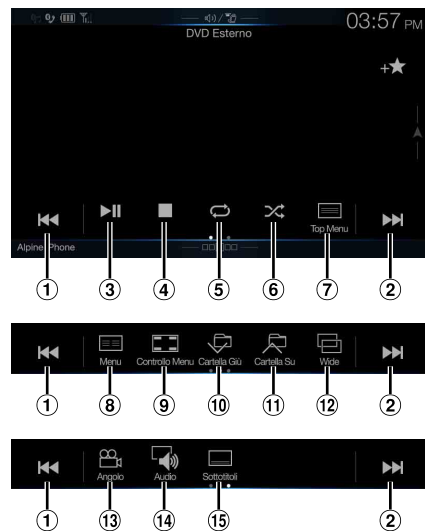 03:57 PM
DVD Esterno
+★
Top Menu
Alpine Phone
① ③ ④ ⑤ ⑥ ⑦ ②
Menu Controllo Menu Cartella Giù Cartella Su Wide
① ⑧ ⑨ ⑩ ⑪ ⑫ ②
Angolo Audio Sottotitoli
① ⑬ ⑭ ⑮ ②